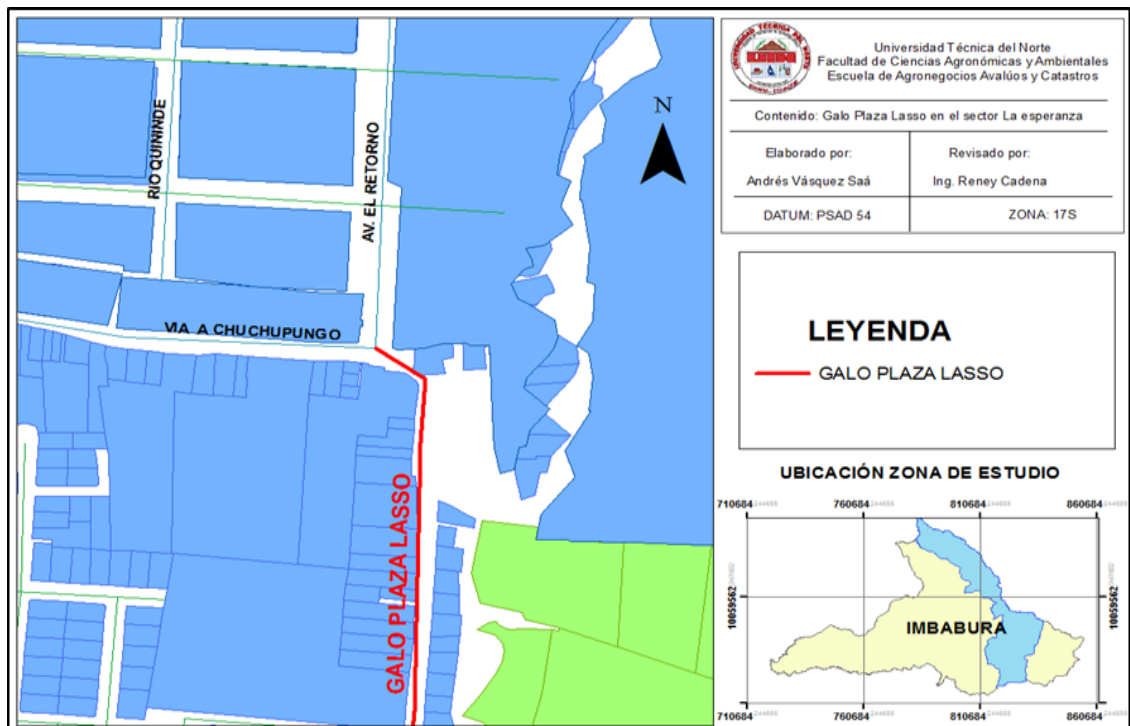 RIO QUININDE
AV. EL RETORNO
VIA A CHUCHUPUNGO
GALO PLAZA LASSO
N
Universidad Técnica del Norte
Facultad de Ciencias Agronómicas y Ambientales
Escuela de Agronegocios Avalúos y Catastros
Contenido: Galo Plaza Lasso en el sector La esperanza
Elaborado por:
Andrés Vásquez Saá
Revisado por:
Ing. Reney Cadena
DATUM: PSAD 54
ZONA: 17S
LEYENDA
GALO PLAZA LASSO
UBICACIÓN ZONA DE ESTUDIO
710684 760684 810684 860684
10059562
IMBABURA
10059562
710684 760684 810684 860684